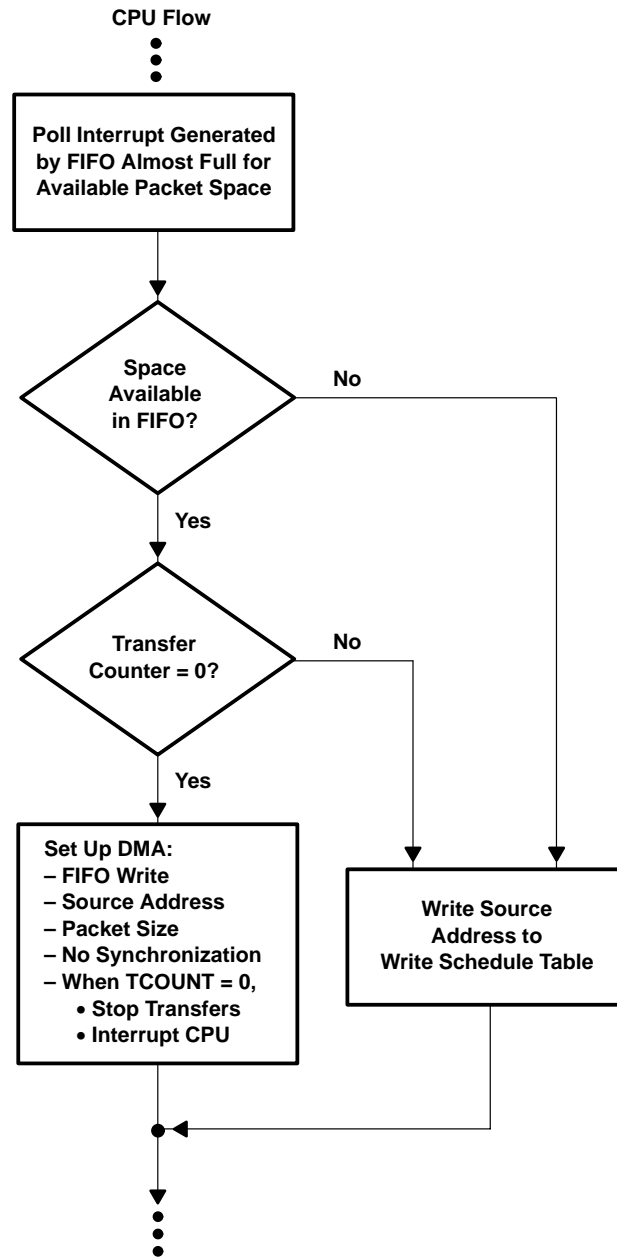 CPU Flow
Poll Interrupt Generated
by FIFO Almost Full for
Available Packet Space
Space
Available
in FIFO?
No
Yes
Transfer
Counter = 0?
No
Yes
Set Up DMA:
– FIFO Write
– Source Address
– Packet Size
– No Synchronization
– When TCOUNT = 0,
• Stop Transfers
• Interrupt CPU
Write Source
Address to
Write Schedule Table